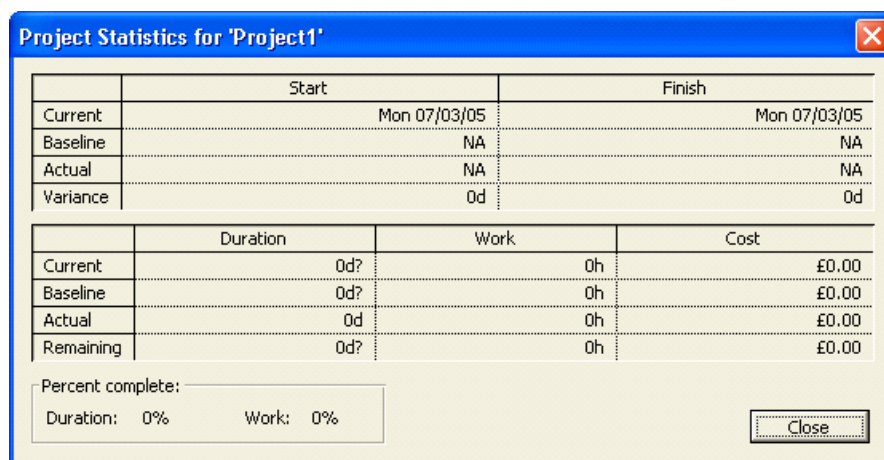 Project Statistics for 'Project1'
Start Finish
Current Mon 07/03/05 Mon 07/03/05
Baseline NA NA
Actual NA NA
Variance 0d 0d
Duration Work Cost
Current 0d? 0h £0.00
Baseline 0d? 0h £0.00
Actual 0d 0h £0.00
Remaining 0d? 0h £0.00
Percent complete:
Duration: 0% Work: 0%
Close